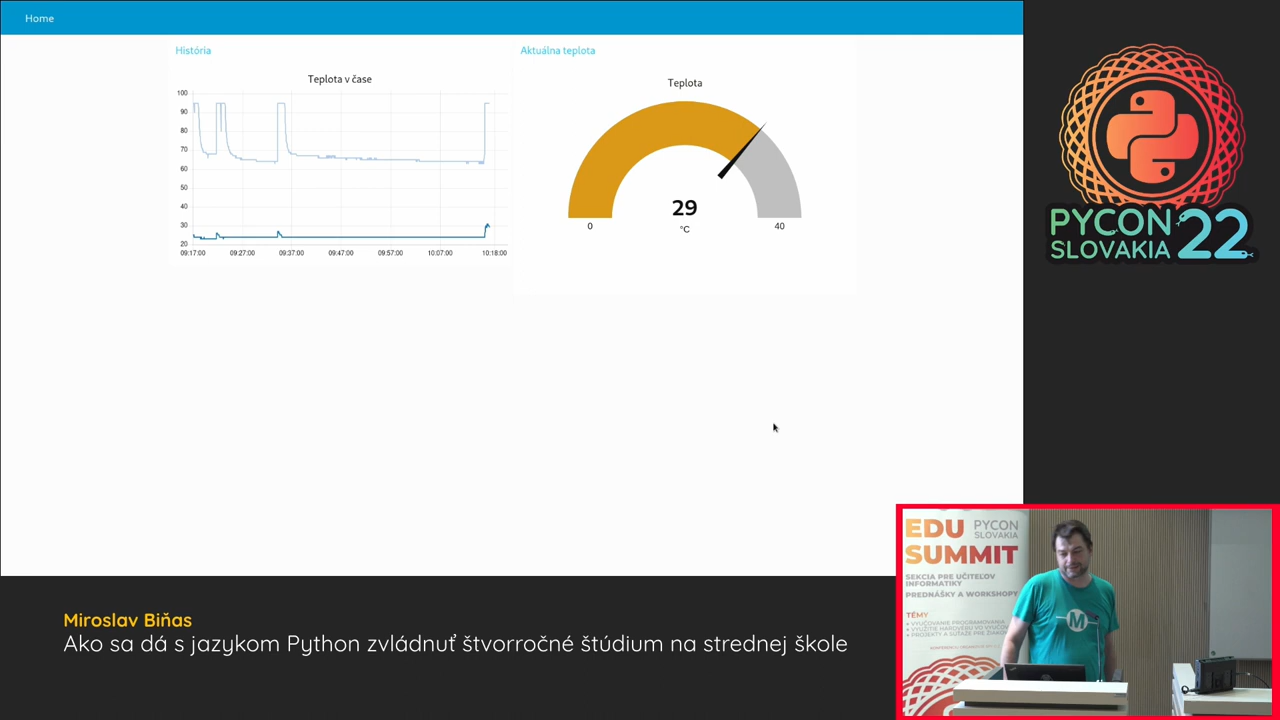 Home
História
Teplota v čase
100
90
80
70
60
50
40
30
20
09:17:00
09:27:00
09:37:00
09:47:00
09:57:00
10:07:00
10:18:00
Aktuálna teplota
Teplota
29
°C
0
40
PYCON
SLOVAKIA
22
EDU
SUMMIT
PYCON
SLOVAKIA
SEKCIA PRE UČITEĽOV
INFORMATIKY
PREDNÁŠKY A WORKSHOPY
TÉMY
VYUČOVANIE PROGRAMOVANIA
M
Miroslav Biňas
Ako sa dá s jazykom Python zvládnuť štvorročné štúdium na strednej škole